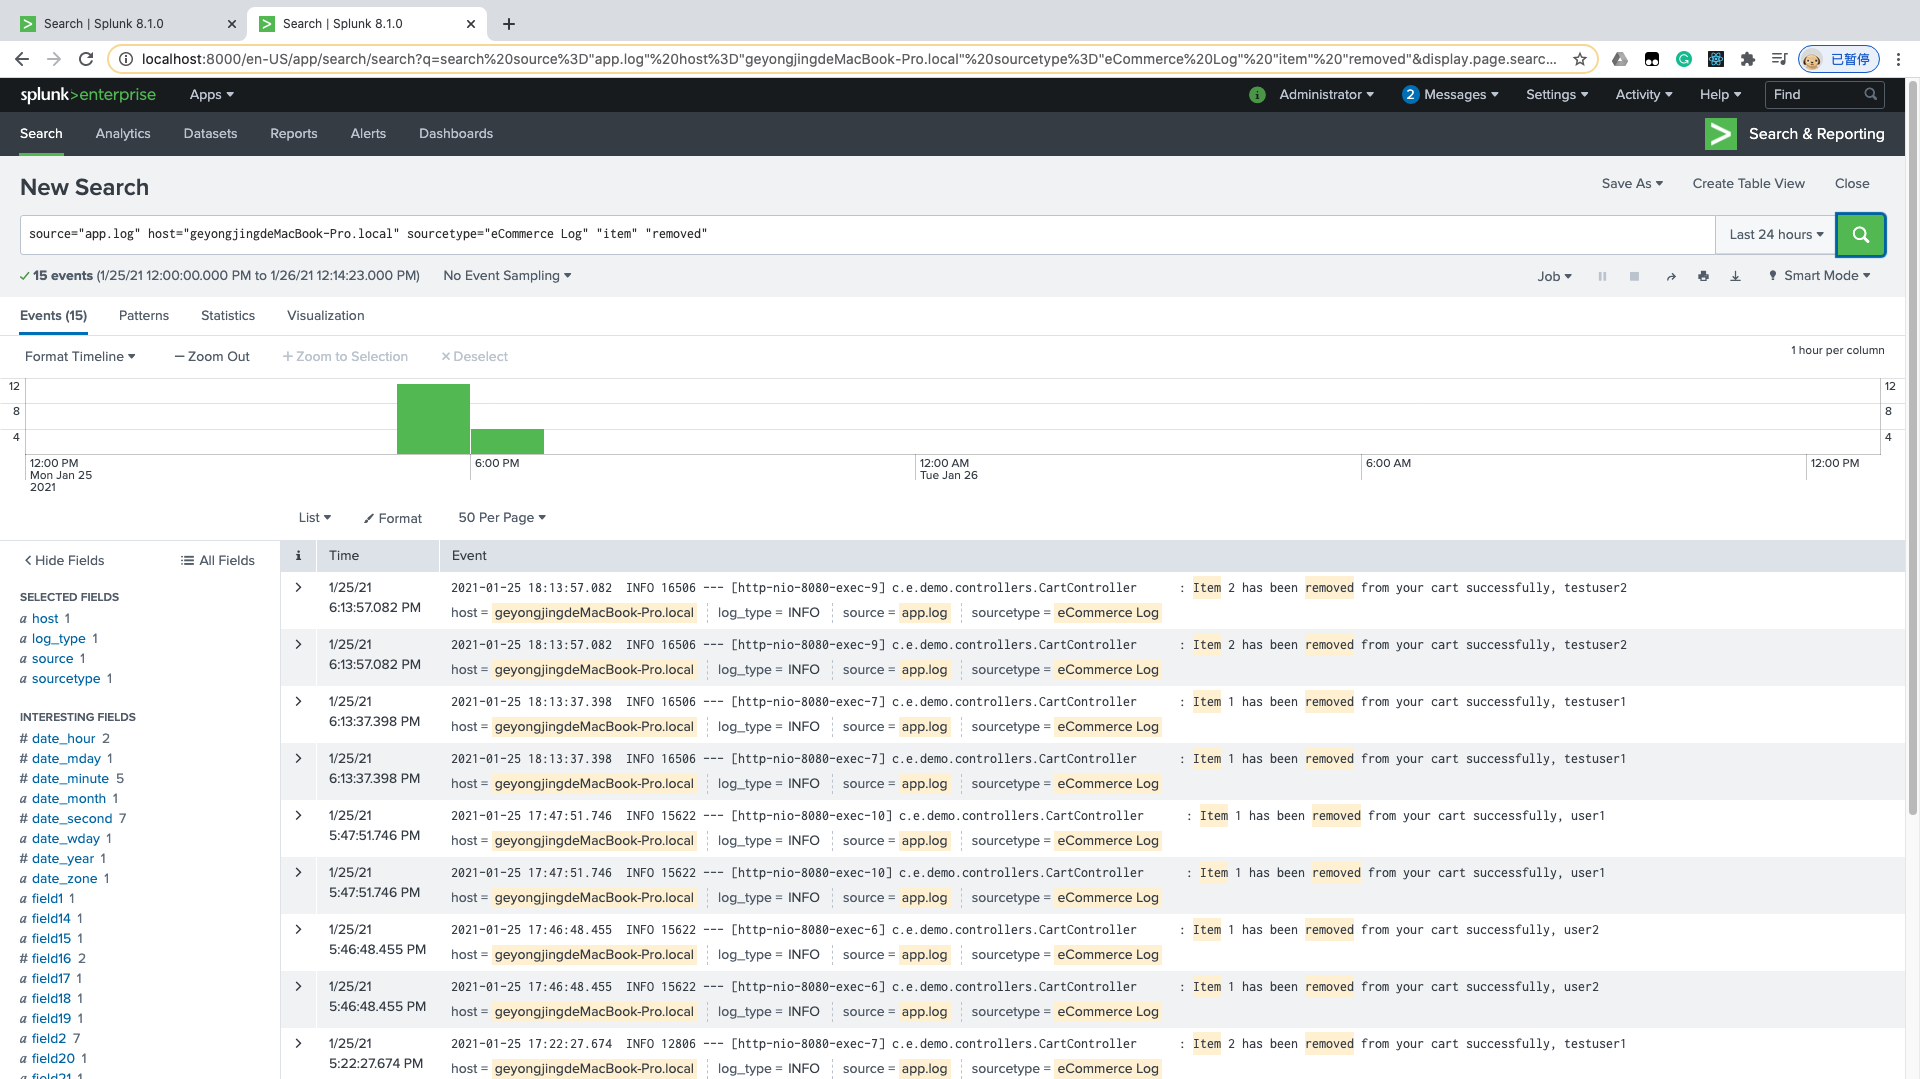 Search | Splunk 8.1.0
Search | Splunk 8.1.0
localhost:8000/en-US/app/search/search?q=search%20source%3D"app.log"%20host%3D"geyongjingdeMacBook-Pro.local"%20sourcetype%3D"eCommerce%20Log"%20"item"%20"removed"&display.page.searc...
已暂停
splunk>enterprise Apps
i Administrator 2 Messages Settings Activity Help Find
Search Analytics Datasets Reports Alerts Dashboards
Search & Reporting
New Search
Save As Create Table View Close
source="app.log" host="geyongjingdeMacBook-Pro.local" sourcetype="eCommerce Log" "item" "removed"
Last 24 hours
15 events (1/25/21 12:00:00.000 PM to 1/26/21 12:14:23.000 PM) No Event Sampling
Job Smart Mode
Events (15) Patterns Statistics Visualization
Format Timeline — Zoom Out + Zoom to Selection × Deselect
1 hour per column
12 12
8 8
4 4
12:00 PM 6:00 PM 12:00 AM 6:00 AM 12:00 PM
Mon Jan 25 Tue Jan 26
2021
List Format 50 Per Page
Hide Fields All Fields
SELECTED FIELDS
a host 1
a log_type 1
a source 1
a sourcetype 1
INTERESTING FIELDS
# date_hour 2
# date_mday 1
# date_minute 5
a date_month 1
# date_second 7
a date_wday 1
# date_year 1
a date_zone 1
a field1 1
a field14 1
a field15 1
# field16 2
a field17 1
a field18 1
a field19 1
a field2 7
a field20 1
a field21 1
i Time Event
1/25/21 6:13:57.082 PM
2021-01-25 18:13:57.082 INFO 16506 --- [http-nio-8080-exec-9] c.e.demo.controllers.CartController : Item 2 has been removed from your cart successfully, testuser2
host = geyongjingdeMacBook-Pro.local log_type = INFO source = app.log sourcetype = eCommerce Log
1/25/21 6:13:57.082 PM
2021-01-25 18:13:57.082 INFO 16506 --- [http-nio-8080-exec-9] c.e.demo.controllers.CartController : Item 2 has been removed from your cart successfully, testuser2
host = geyongjingdeMacBook-Pro.local log_type = INFO source = app.log sourcetype = eCommerce Log
1/25/21 6:13:37.398 PM
2021-01-25 18:13:37.398 INFO 16506 --- [http-nio-8080-exec-7] c.e.demo.controllers.CartController : Item 1 has been removed from your cart successfully, testuser1
host = geyongjingdeMacBook-Pro.local log_type = INFO source = app.log sourcetype = eCommerce Log
1/25/21 6:13:37.398 PM
2021-01-25 18:13:37.398 INFO 16506 --- [http-nio-8080-exec-7] c.e.demo.controllers.CartController : Item 1 has been removed from your cart successfully, testuser1
host = geyongjingdeMacBook-Pro.local log_type = INFO source = app.log sourcetype = eCommerce Log
1/25/21 5:47:51.746 PM
2021-01-25 17:47:51.746 INFO 15622 --- [http-nio-8080-exec-10] c.e.demo.controllers.CartController : Item 1 has been removed from your cart successfully, user1
host = geyongjingdeMacBook-Pro.local log_type = INFO source = app.log sourcetype = eCommerce Log
1/25/21 5:47:51.746 PM
2021-01-25 17:47:51.746 INFO 15622 --- [http-nio-8080-exec-10] c.e.demo.controllers.CartController : Item 1 has been removed from your cart successfully, user1
host = geyongjingdeMacBook-Pro.local log_type = INFO source = app.log sourcetype = eCommerce Log
1/25/21 5:46:48.455 PM
2021-01-25 17:46:48.455 INFO 15622 --- [http-nio-8080-exec-6] c.e.demo.controllers.CartController : Item 1 has been removed from your cart successfully, user2
host = geyongjingdeMacBook-Pro.local log_type = INFO source = app.log sourcetype = eCommerce Log
1/25/21 5:46:48.455 PM
2021-01-25 17:46:48.455 INFO 15622 --- [http-nio-8080-exec-6] c.e.demo.controllers.CartController : Item 1 has been removed from your cart successfully, user2
host = geyongjingdeMacBook-Pro.local log_type = INFO source = app.log sourcetype = eCommerce Log
1/25/21 5:22:27.674 PM
2021-01-25 17:22:27.674 INFO 12806 --- [http-nio-8080-exec-7] c.e.demo.controllers.CartController : Item 2 has been removed from your cart successfully, testuser1
host = geyongjingdeMacBook-Pro.local log_type = INFO source = app.log sourcetype = eCommerce Log